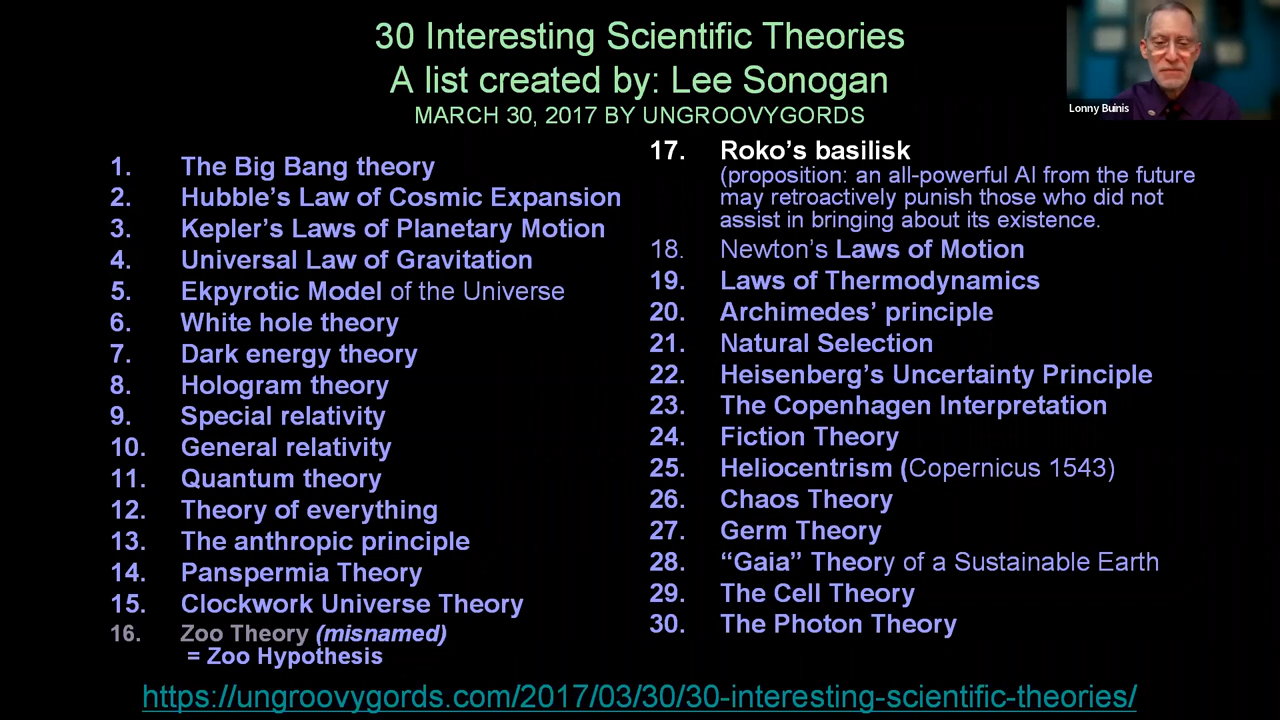 30 Interesting Scientific Theories
A list created by: Lee Sonogan
MARCH 30, 2017 BY UNGROOVYGORDS
Lonny Buinis
1. The Big Bang theory
2. Hubble's Law of Cosmic Expansion
3. Kepler's Laws of Planetary Motion
4. Universal Law of Gravitation
5. Ekpyrotic Model of the Universe
6. White hole theory
7. Dark energy theory
8. Hologram theory
9. Special relativity
10. General relativity
11. Quantum theory
12. Theory of everything
13. The anthropic principle
14. Panspermia Theory
15. Clockwork Universe Theory
16. Zoo Theory (misnamed)
= Zoo Hypothesis
17. Roko's basilisk
(proposition: an all-powerful AI from the future
may retroactively punish those who did not
assist in bringing about its existence.
18. Newton's Laws of Motion
19. Laws of Thermodynamics
20. Archimedes' principle
21. Natural Selection
22. Heisenberg's Uncertainty Principle
23. The Copenhagen Interpretation
24. Fiction Theory
25. Heliocentrism (Copernicus 1543)
26. Chaos Theory
27. Germ Theory
28. “Gaia” Theory of a Sustainable Earth
29. The Cell Theory
30. The Photon Theory
https://ungroovygords.com/2017/03/30/30-interesting-scientific-theories/